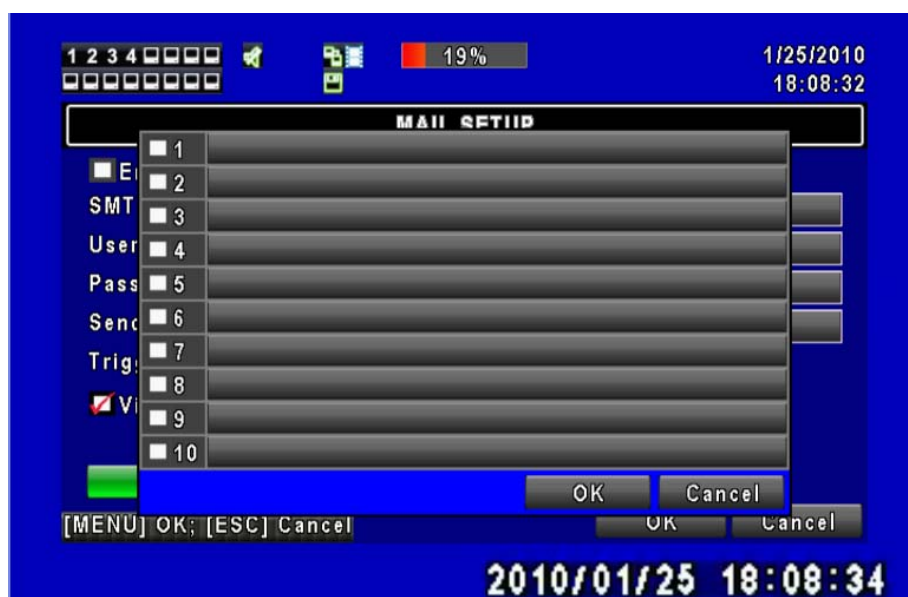 1 2 3 4
19%
1/25/2010
18:08:32
MAIL SETUP
1
2
SMT
3
User
4
Pass
5
Send
6
7
8
Vi
9
10
OK Cancel
[MENU] OK; [ESC] Cancel
OK Cancel
2010/01/25 18:08:34